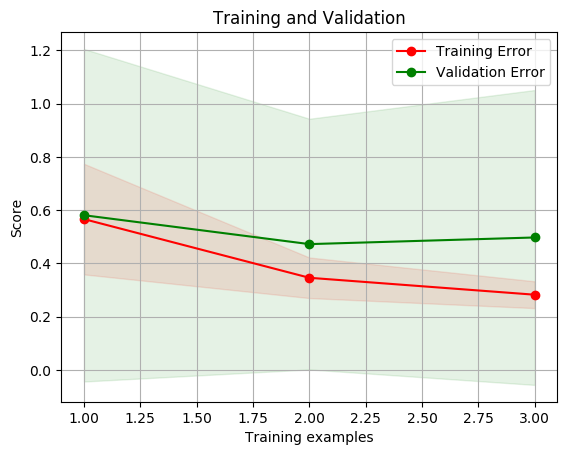 Training and Validation
Training Error
Validation Error
1.2
1.0
0.8
0.6
0.4
0.2
0.0
Score
1.00 1.25 1.50 1.75 2.00 2.25 2.50 2.75 3.00
Training examples